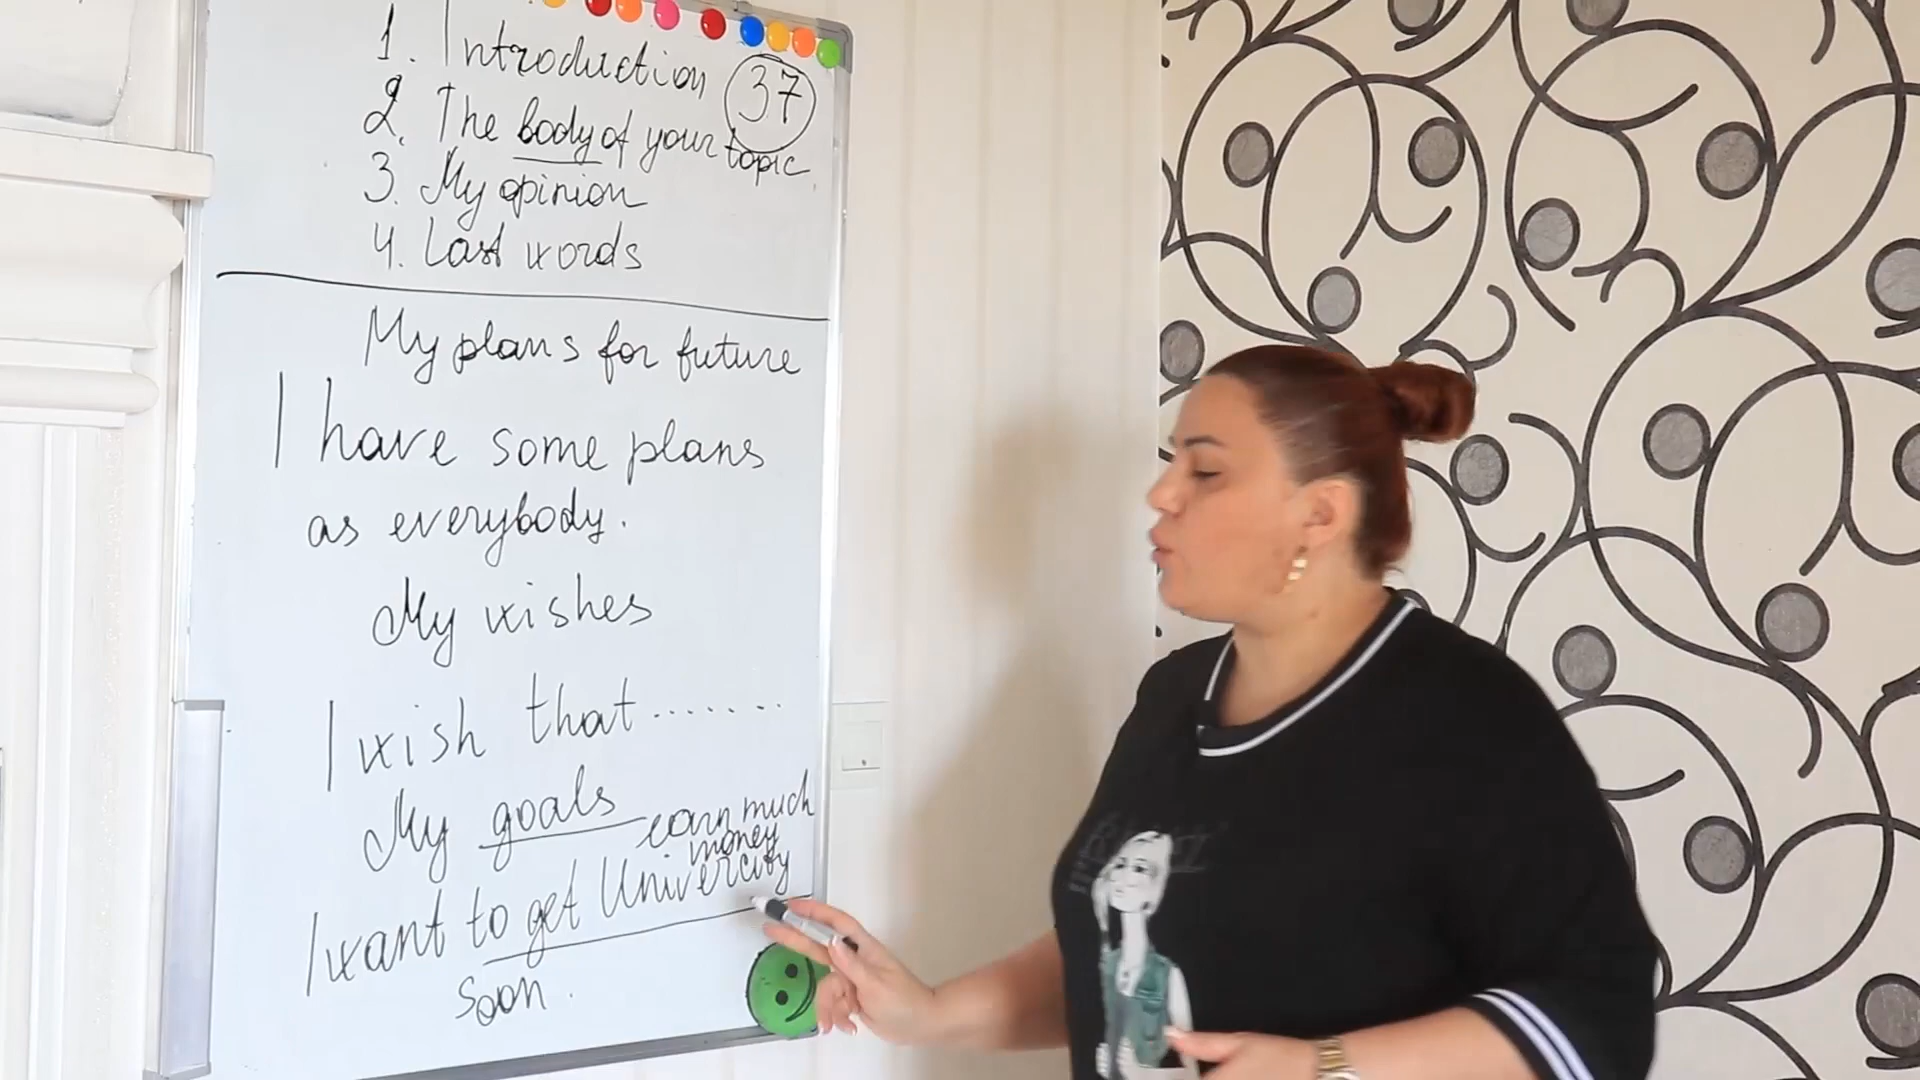 1. Introduction
37
2. The body of your topic
3. My opinion
4. Last words
My plans for future
I have some plans
as everybody.
My wishes
I wish that .......
My goals
earn much
money
I want to get Univercity
soon.